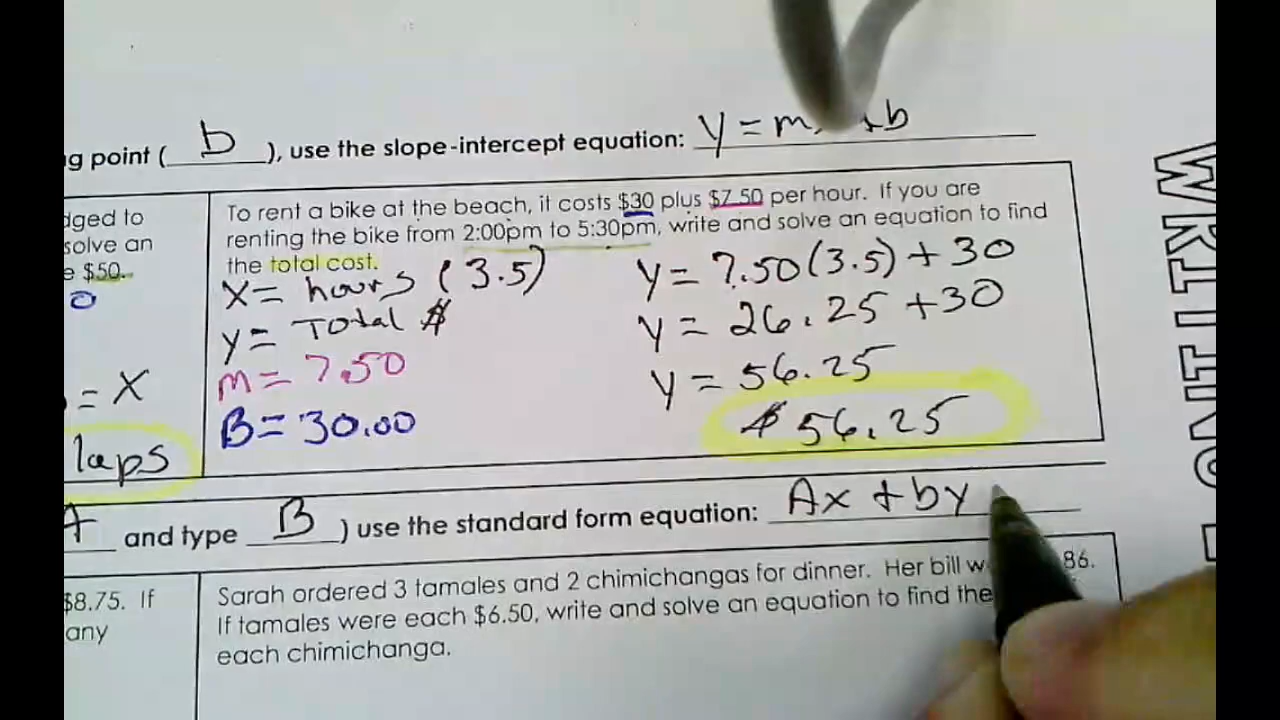 g point ( b ), use the slope-intercept equation: y = m +b
dged to
solve an
e $50.
0
= X
laps
To rent a bike at the beach, it costs $30 plus $7.50 per hour. If you are
renting the bike from 2:00pm to 5:30pm, write and solve an equation to find
the total cost.
X = hours (3.5)
y = Total $
m = 7.50
B = 30.00
y = 7.50(3.5) + 30
y = 26.25 + 30
y = 56.25
$ 56.25
A and type B ) use the standard form equation: Ax + by
$8.75. If
any
Sarah ordered 3 tamales and 2 chimichangas for dinner. Her bill w 86.
If tamales were each $6.50, write and solve an equation to find the
each chimichanga.